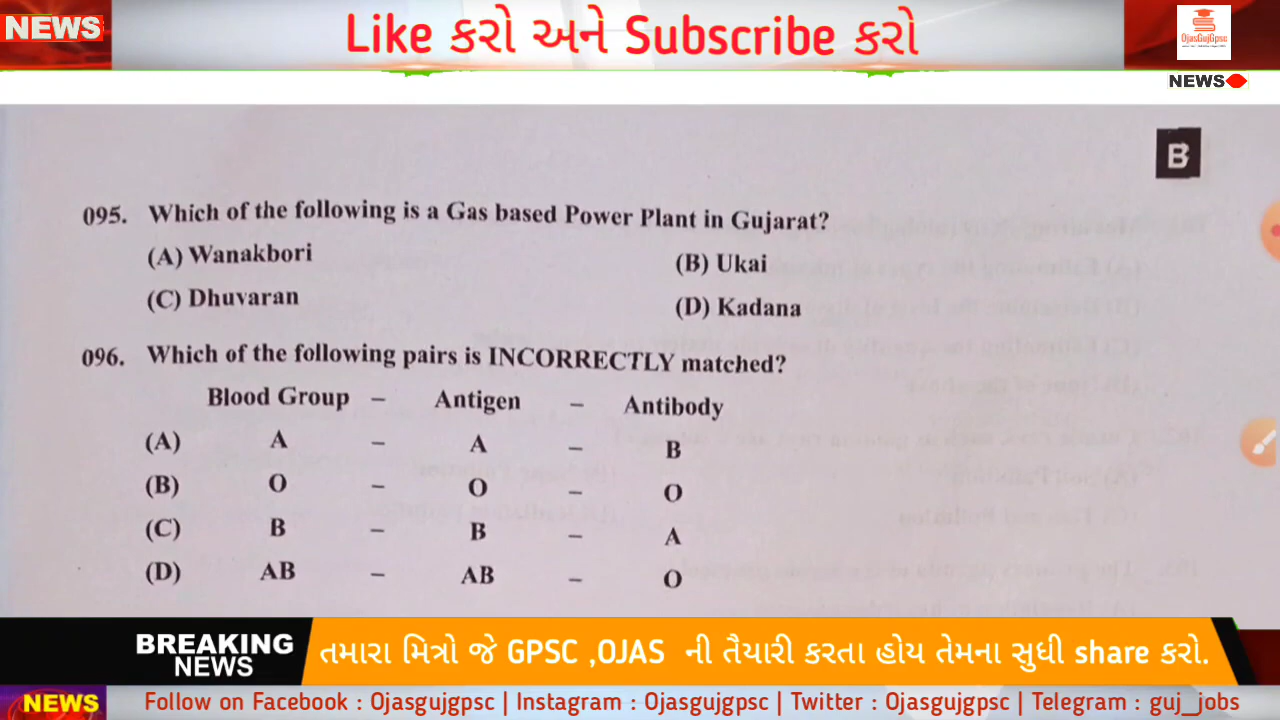 NEWS
Like કરો અને Subscribe કરો
OjasGujGpsc
NEWS
B
095. Which of the following is a Gas based Power Plant in Gujarat?
(A) Wanakbori (B) Ukai
(C) Dhuvaran (D) Kadana
096. Which of the following pairs is INCORRECTLY matched?
Blood Group – Antigen – Antibody
(A) A – A – B
(B) O – O – O
(C) B – B – A
(D) AB – AB – O
BREAKING NEWS
તમારા મિત્રો જે GPSC ,OJAS ની તૈયારી કરતા હોય તેમના સુધી share કરો.
NEWS
Follow on Facebook : Ojasgujgpsc | Instagram : Ojasgujgpsc | Twitter : Ojasgujgpsc | Telegram : guj_jobs